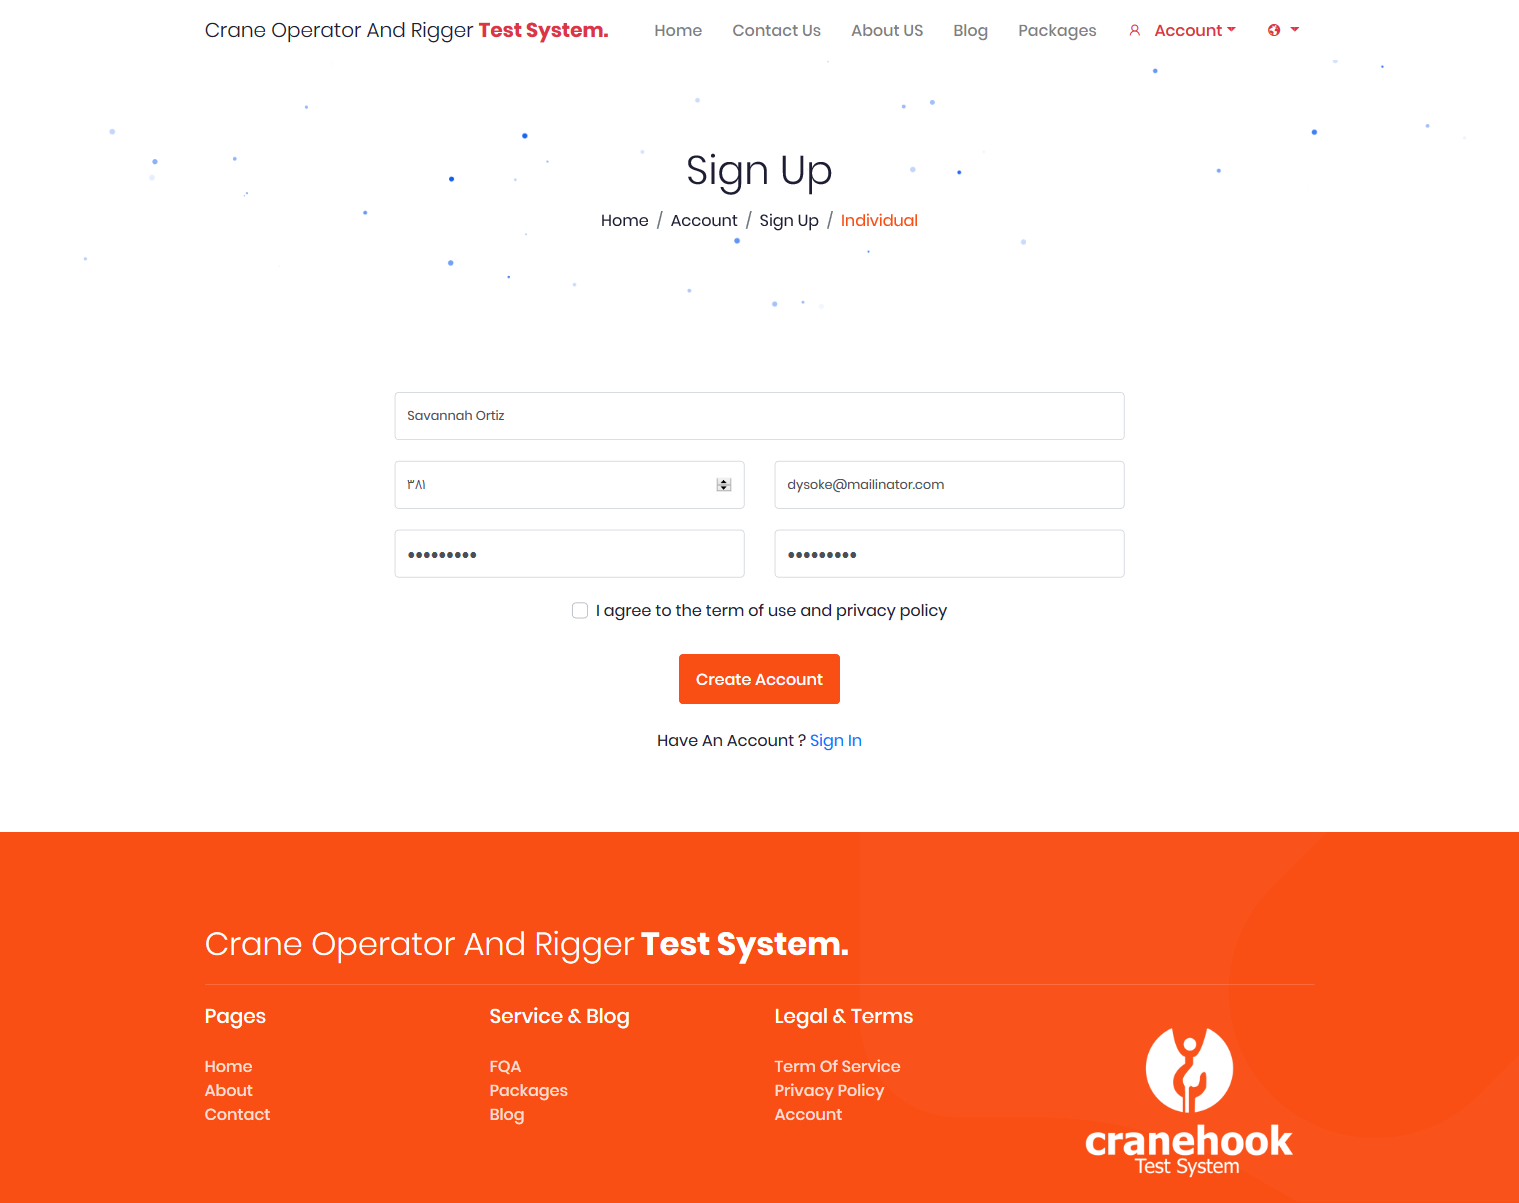 Crane Operator And Rigger Test System.
Home Contact Us About US Blog Packages Account
Sign Up
Home / Account / Sign Up / Individual
Savannah Ortiz
۳۸۱
dysoke@mailinator.com
•••••••••
•••••••••
I agree to the term of use and privacy policy
Create Account
Have An Account ? Sign In
Crane Operator And Rigger Test System.
Pages
Home
About
Contact
Service & Blog
FQA
Packages
Blog
Legal & Terms
Term Of Service
Privacy Policy
Account
cranehook
Test System